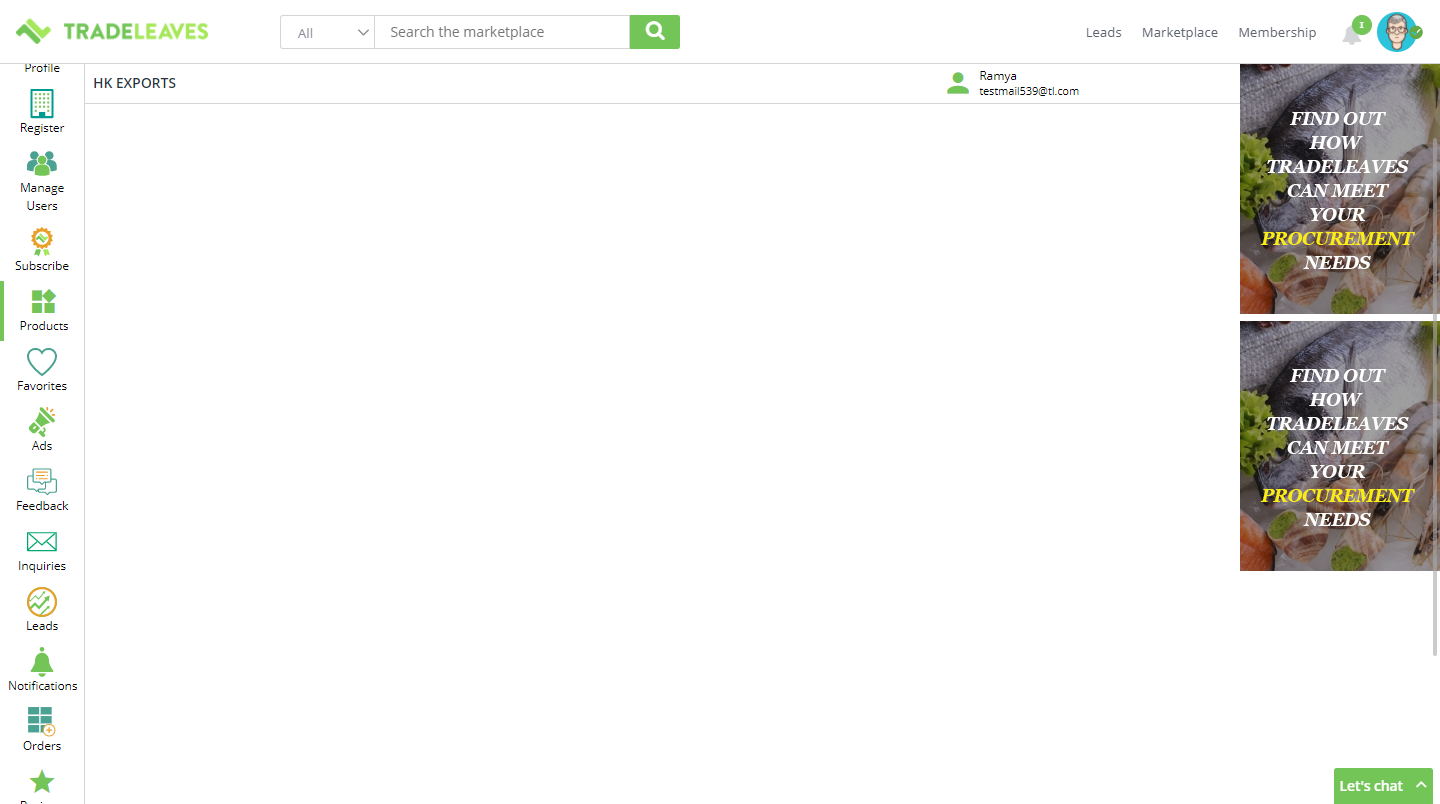 TRADELEAVES
All
Search the marketplace
Leads
Marketplace
Membership
1
Profile
Register
Manage
Users
Subscribe
Products
Favorites
Ads
Feedback
Inquiries
Leads
Notifications
Orders
HK EXPORTS
Ramya
testmail539@tl.com
FIND OUT
HOW
TRADELEAVES
CAN MEET
YOUR
PROCUREMENT
NEEDS
FIND OUT
HOW
TRADELEAVES
CAN MEET
YOUR
PROCUREMENT
NEEDS
Let's chat